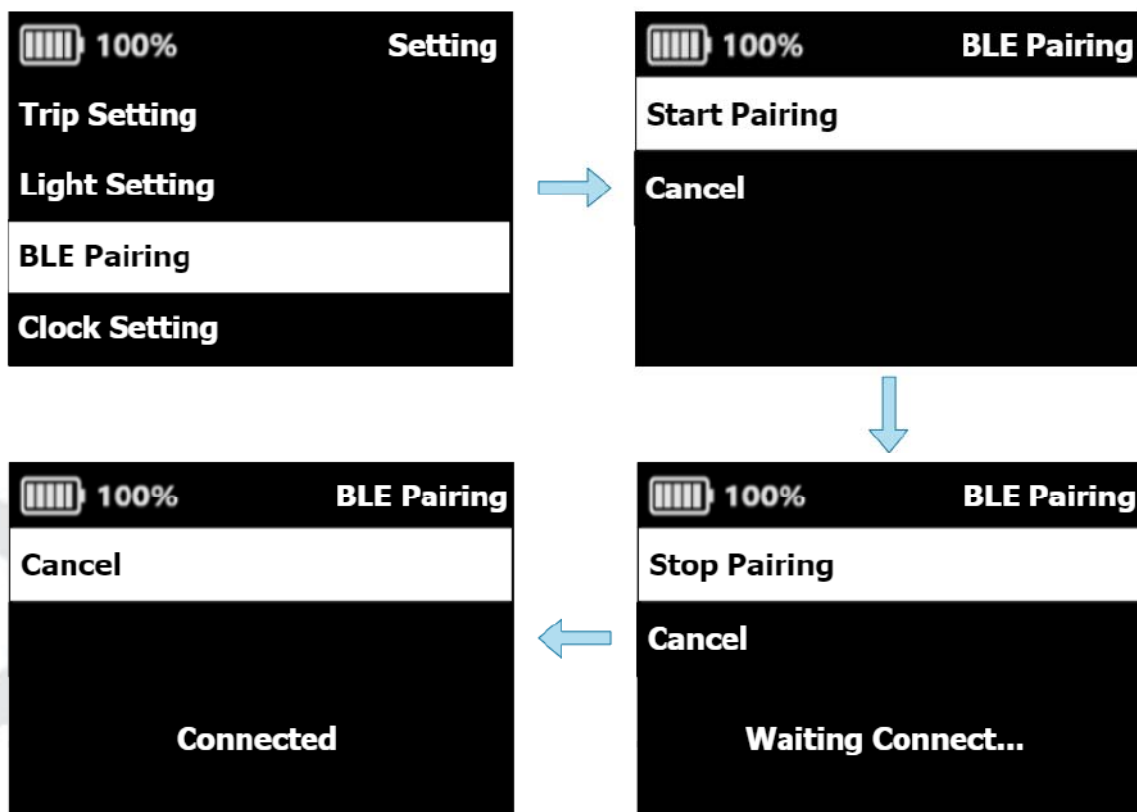 100% Setting
Trip Setting
Light Setting
BLE Pairing
Clock Setting
100% BLE Pairing
Start Pairing
Cancel
100% BLE Pairing
Stop Pairing
Cancel
Waiting Connect...
100% BLE Pairing
Cancel
Connected